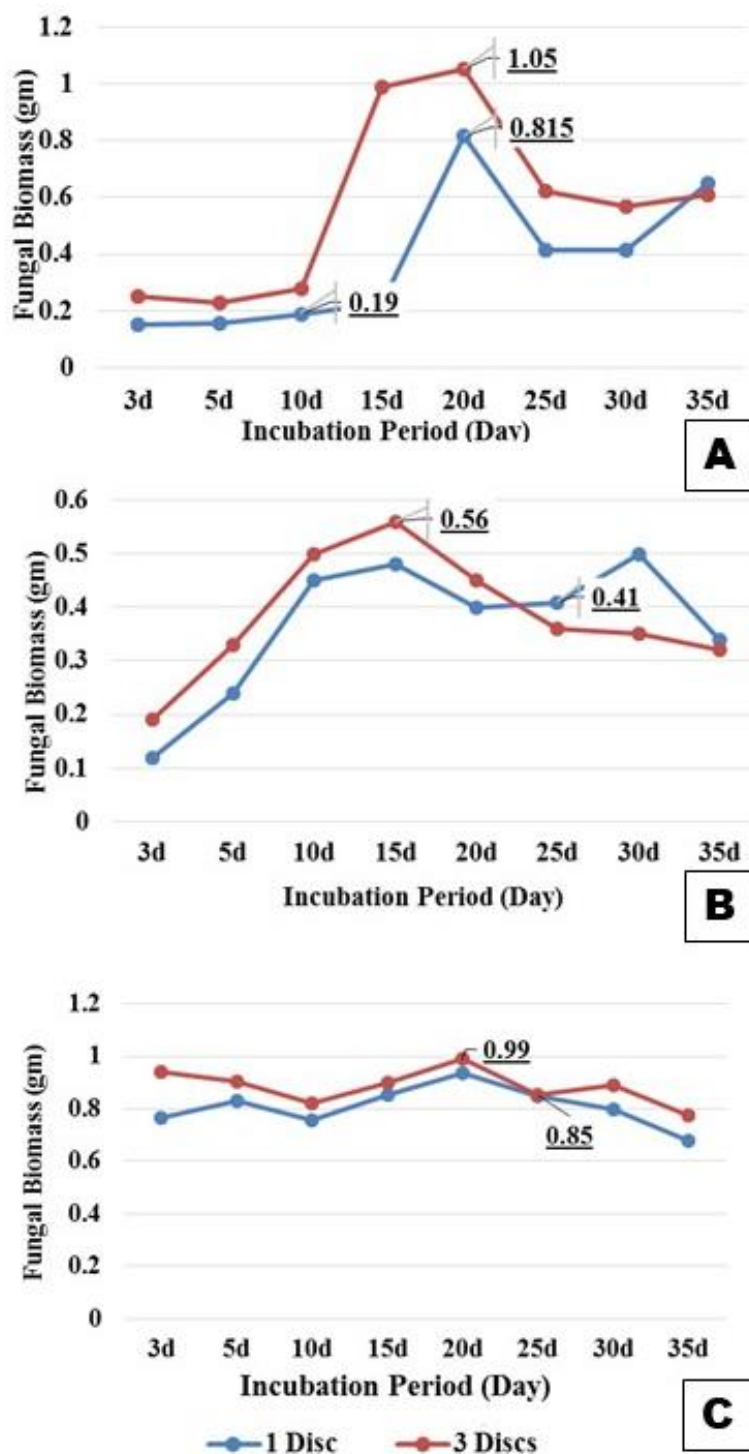 1.2
1
0.8
0.6
0.4
0.2
0
Fungal Biomass (gm)
1.05
0.815
0.19
3d 5d 10d 15d 20d 25d 30d 35d
Incubation Period (Day)
A
0.6
0.5
0.4
0.3
0.2
0.1
0
Fungal Biomass (gm)
0.56
0.41
3d 5d 10d 15d 20d 25d 30d 35d
Incubation Period (Day)
B
1.2
1
0.8
0.6
0.4
0.2
0
Fungal Biomass (gm)
0.99
0.85
3d 5d 10d 15d 20d 25d 30d 35d
Incubation Period (Day)
C
1 Disc 3 Discs